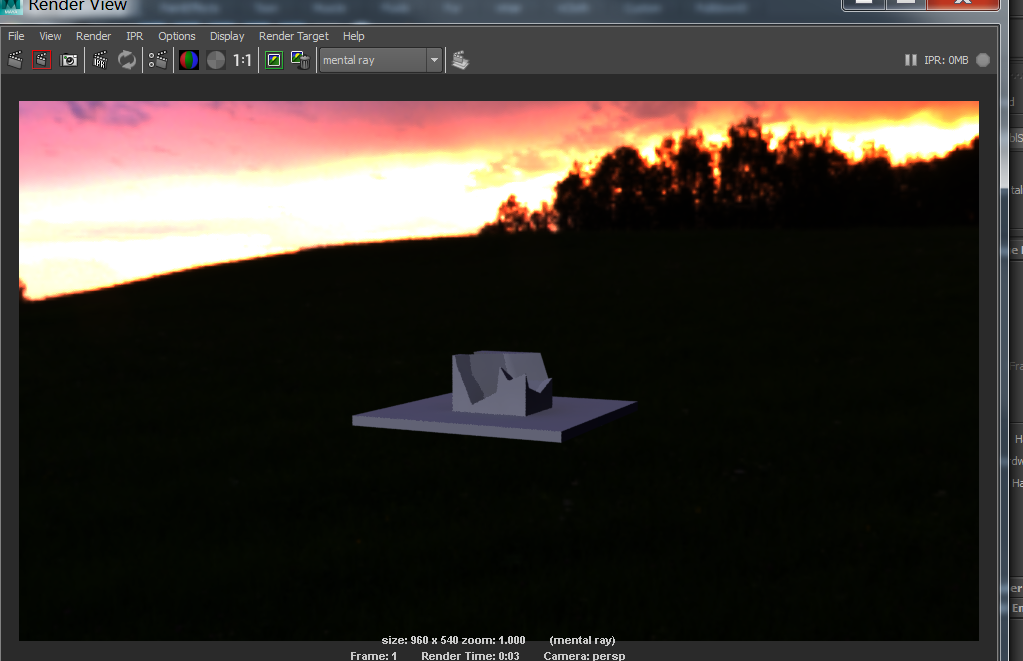 Render View
File View Render IPR Options Display Render Target Help
IPR 1:1 mental ray IPR: 0MB
size: 960 x 540 zoom: 1.000 (mental ray)
Frame: 1 Render Time: 0:03 Camera: persp